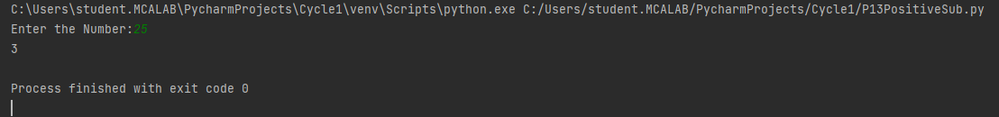 C:\Users\student.MCALAB\PycharmProjects\Cycle1\venv\Scripts\python.exe C:/Users/student.MCALAB/PycharmProjects/Cycle1/P13PositiveSub.py
Enter the Number:25
3
Process finished with exit code 0